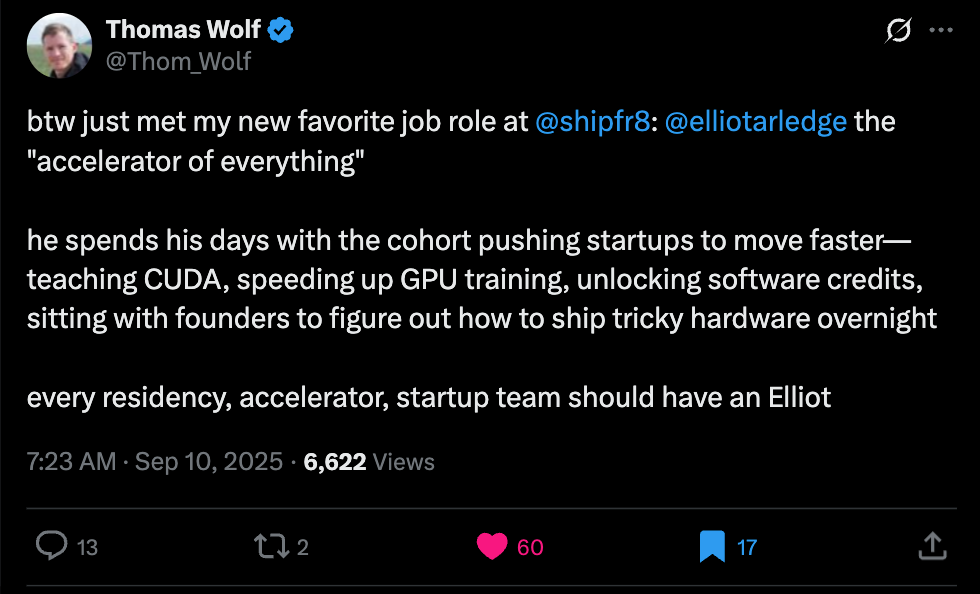 Thomas Wolf
@Thom_Wolf
btw just met my new favorite job role at @shipfr8: @elliotarledge the
"accelerator of everything"
he spends his days with the cohort pushing startups to move faster—
teaching CUDA, speeding up GPU training, unlocking software credits,
sitting with founders to figure out how to ship tricky hardware overnight
every residency, accelerator, startup team should have an Elliot
7:23 AM · Sep 10, 2025 · 6,622 Views
13 2 60 17